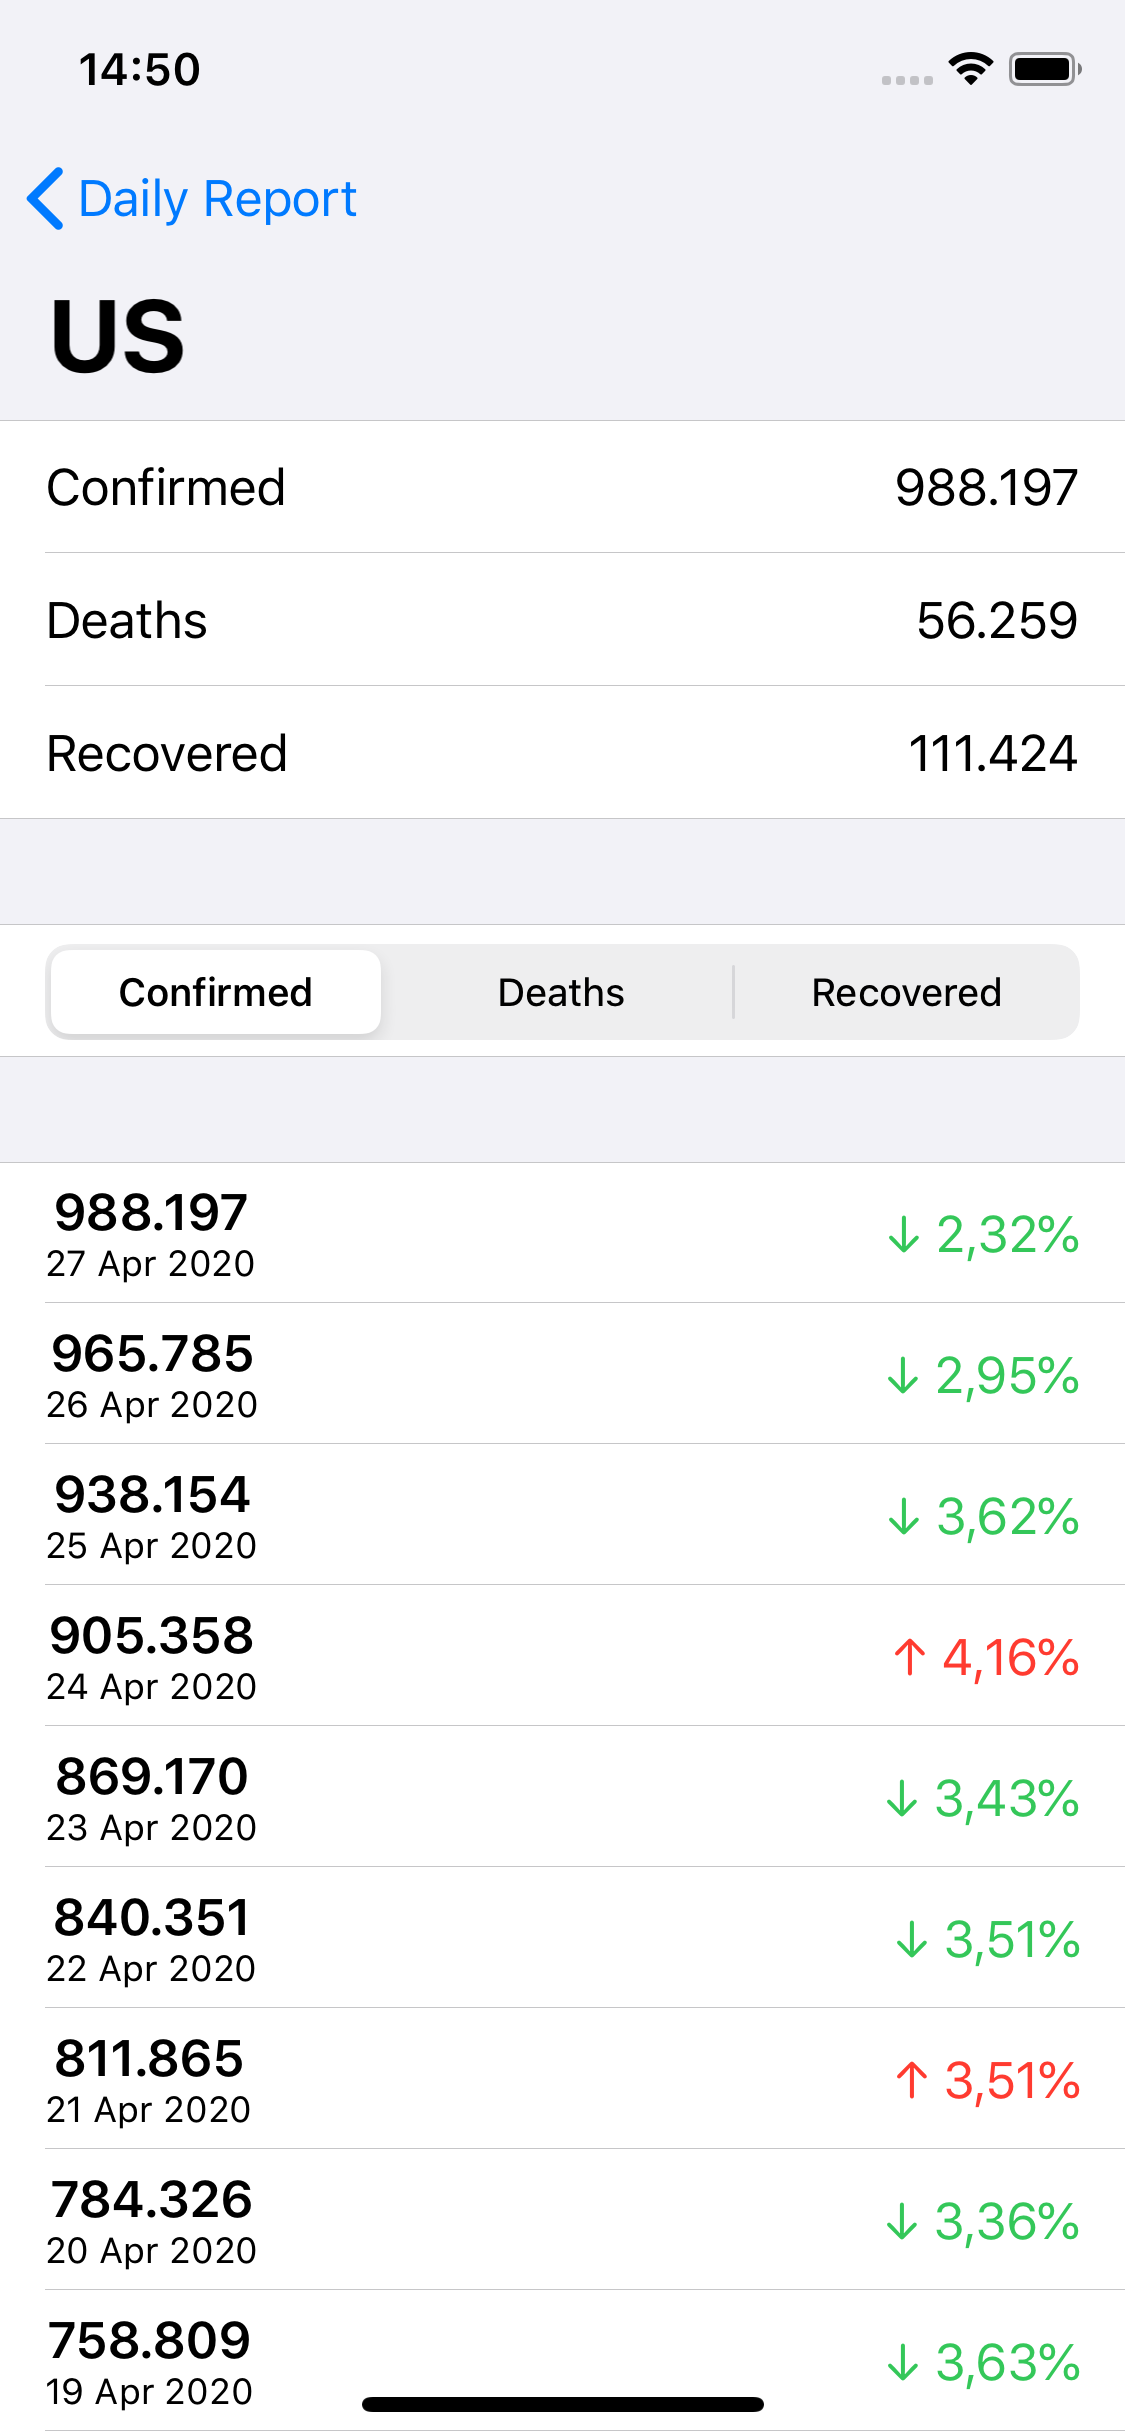 14:50
Daily Report
US
Confirmed 988.197
Deaths 56.259
Recovered 111.424
Confirmed Deaths Recovered
988.197
27 Apr 2020
↓ 2,32%
965.785
26 Apr 2020
↓ 2,95%
938.154
25 Apr 2020
↓ 3,62%
905.358
24 Apr 2020
↑ 4,16%
869.170
23 Apr 2020
↓ 3,43%
840.351
22 Apr 2020
↓ 3,51%
811.865
21 Apr 2020
↑ 3,51%
784.326
20 Apr 2020
↓ 3,36%
758.809
19 Apr 2020
↓ 3,63%